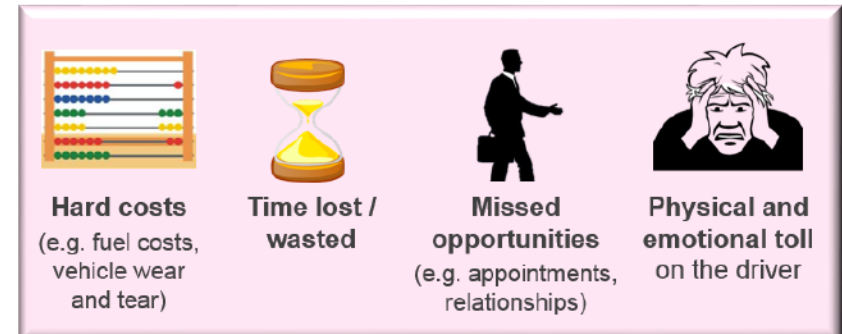 Hard costs
(e.g. fuel costs,
vehicle wear
and tear)
Time lost /
wasted
Missed
opportunities
(e.g. appointments,
relationships)
Physical and
emotional toll
on the driver